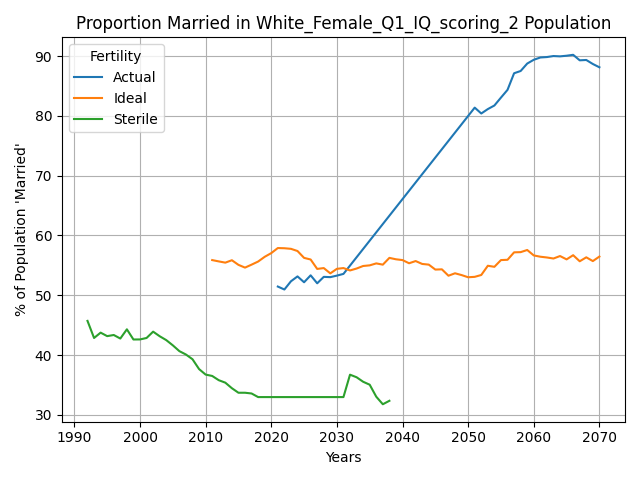 Proportion Married in White_Female_Q1_IQ_scoring_2 Population
Fertility
Actual
Ideal
Sterile
% of Population 'Married'
90
80
70
60
50
40
30
1990
2000
2010
2020
2030
2040
2050
2060
2070
Years